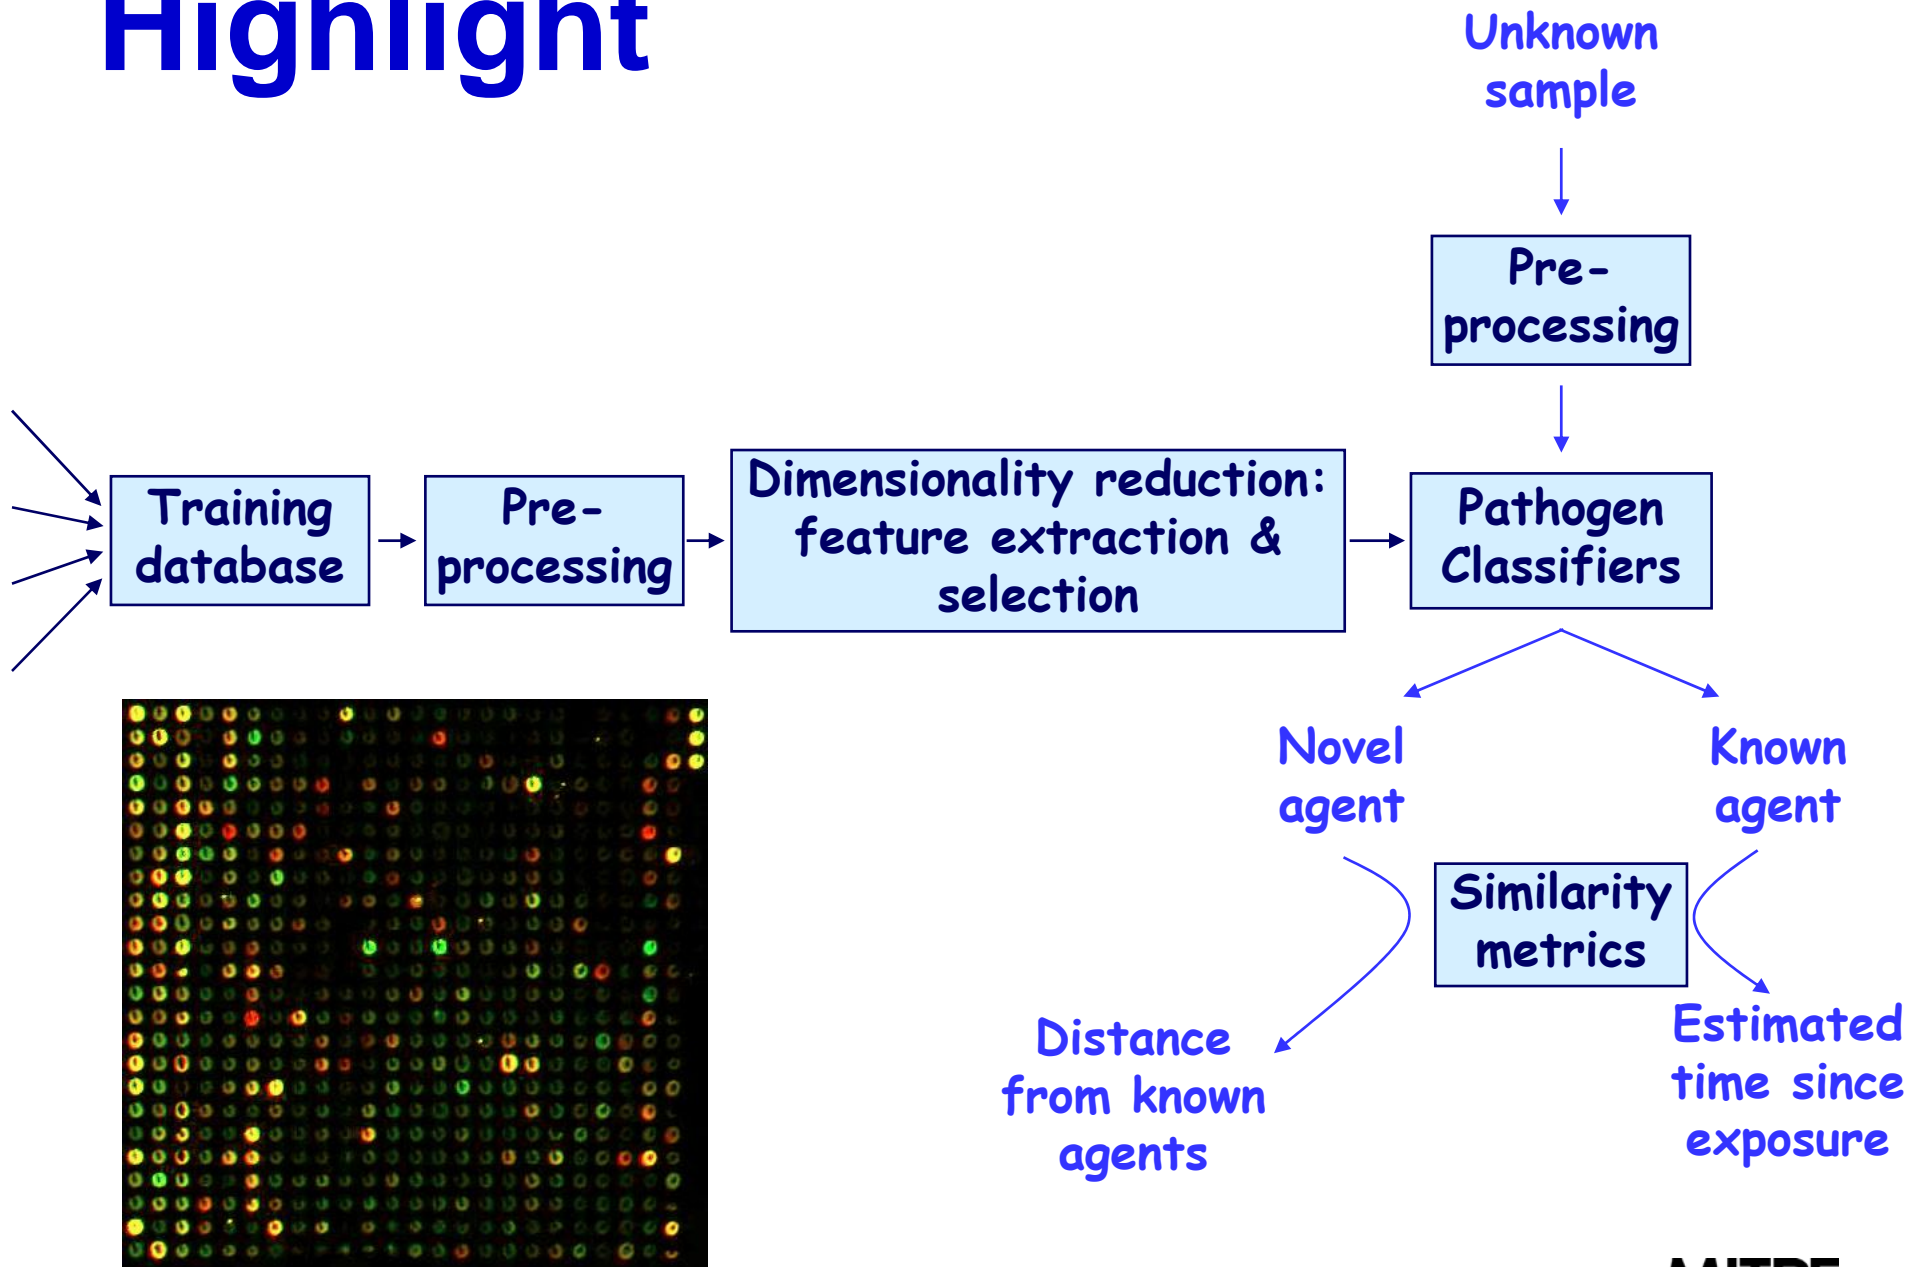 Highlight
Unknown
sample
Pre-
processing
Training
database
Pre-
processing
Dimensionality reduction:
feature extraction &
selection
Pathogen
Classifiers
Novel
agent
Known
agent
Similarity
metrics
Distance
from known
agents
Estimated
time since
exposure
MITRE